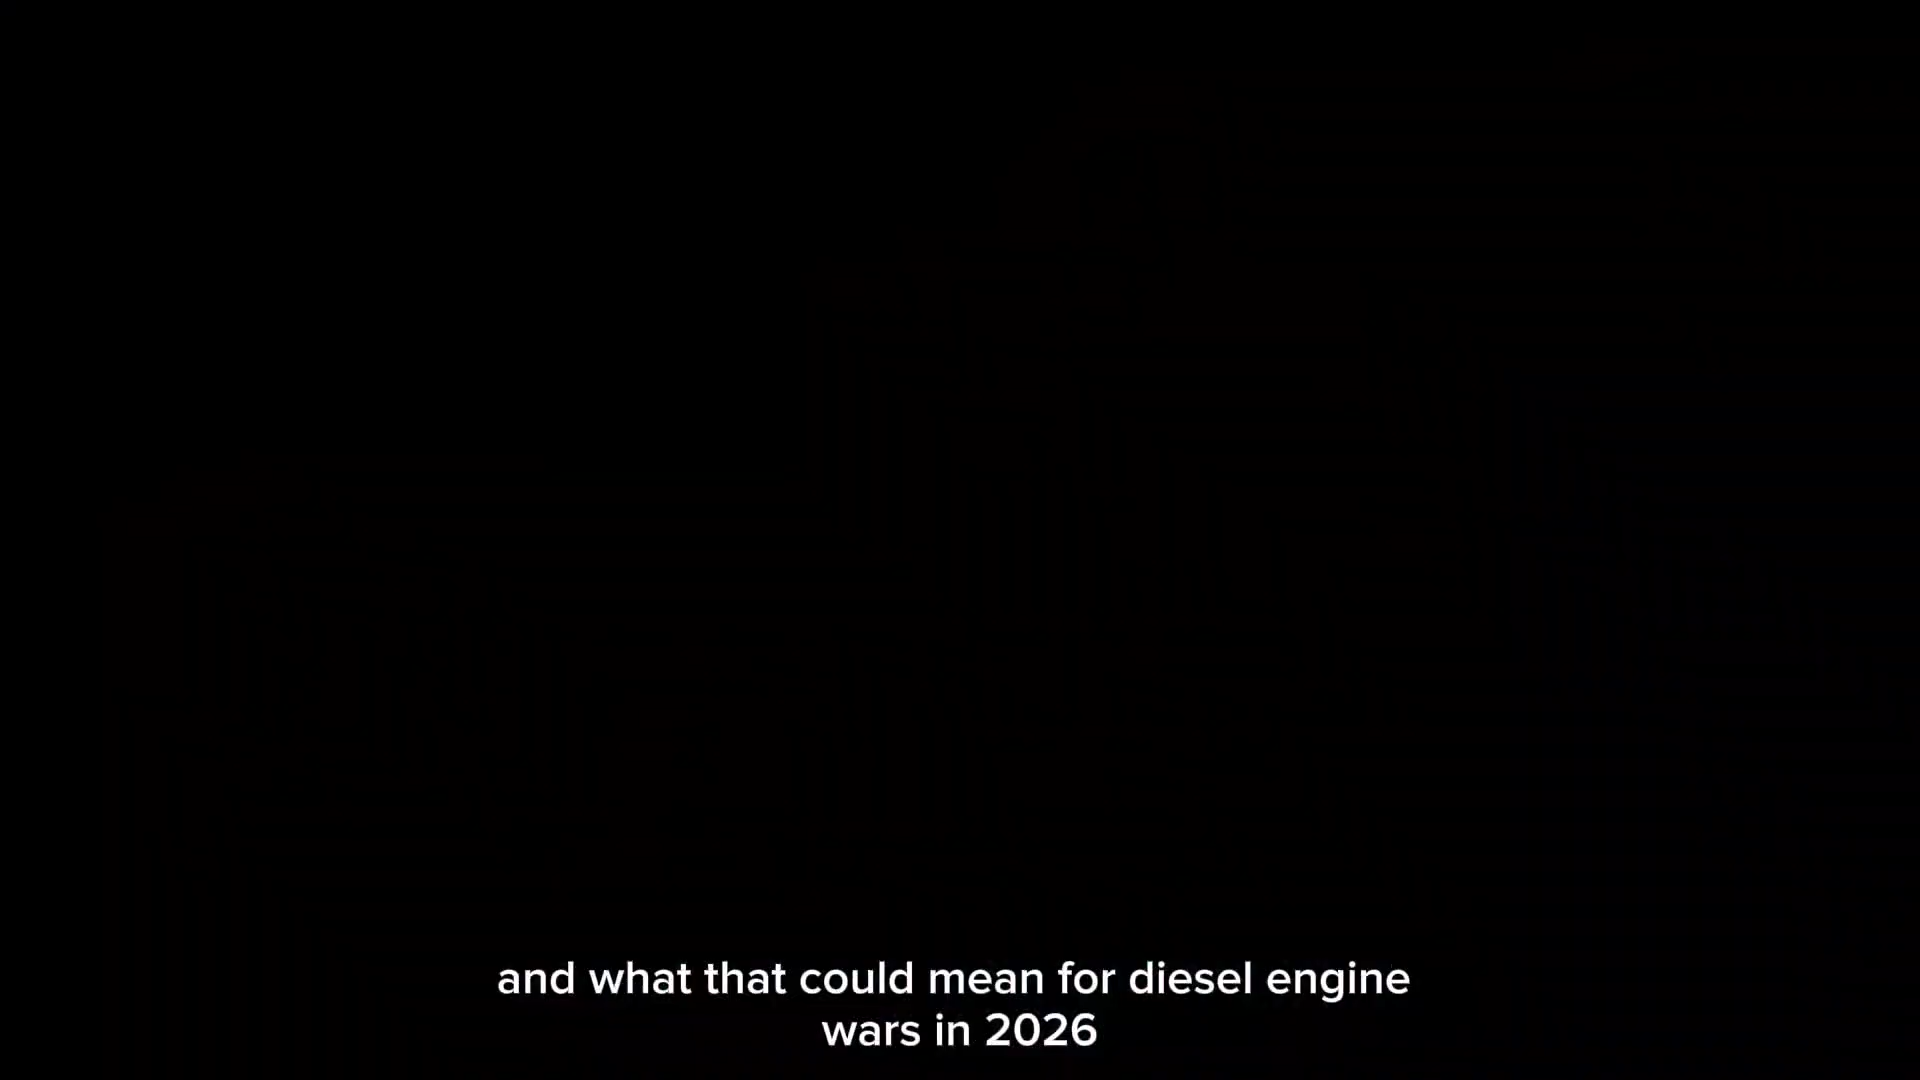 and what that could mean for diesel engine
wars in 2026